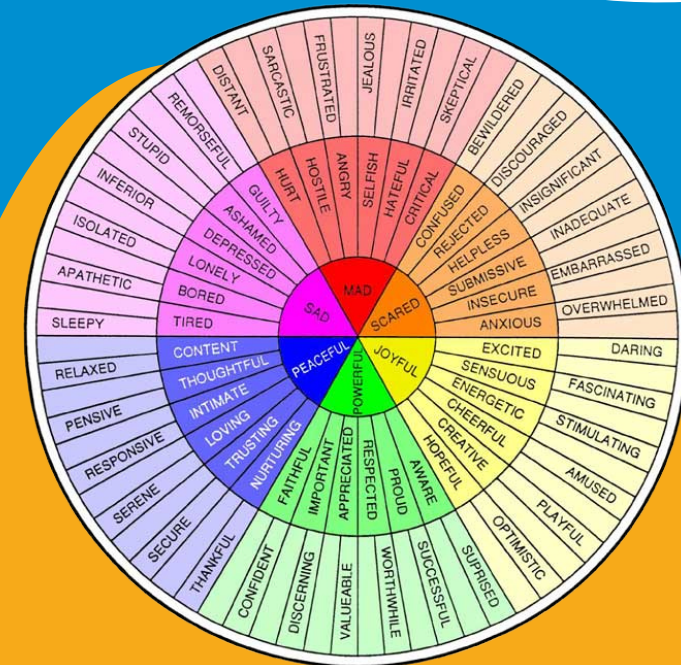 MAD
SCARED
JOYFUL
POWERFUL
PEACEFUL
SAD
HURT
HOSTILE
ANGRY
SELFISH
HATEFUL
CRITICAL
CONFUSED
REJECTED
HELPLESS
SUBMISSIVE
INSECURE
ANXIOUS
EXCITED
SENSUOUS
ENERGETIC
CHEERFUL
CREATIVE
HOPEFUL
AWARE
PROUD
RESPECTED
APPRECIATED
IMPORTANT
FAITHFUL
NURTURING
TRUSTING
LOVING
INTIMATE
THOUGHTFUL
CONTENT
TIRED
BORED
LONELY
DEPRESSED
ASHAMED
GUILTY
DISTANT
SARCASTIC
FRUSTRATED
JEALOUS
IRRITATED
SKEPTICAL
BEWILDERED
DISCOURAGED
INSIGNIFICANT
INADEQUATE
EMBARRASSED
OVERWHELMED
DARING
FASCINATING
STIMULATING
AMUSED
PLAYFUL
OPTIMISTIC
SUPRISED
SUCCESSFUL
WORTHWHILE
VALUEABLE
DISCERNING
CONFIDENT
THANKFUL
SECURE
SERENE
RESPONSIVE
PENSIVE
RELAXED
SLEEPY
APATHETIC
ISOLATED
INFERIOR
STUPID
REMORSEFUL